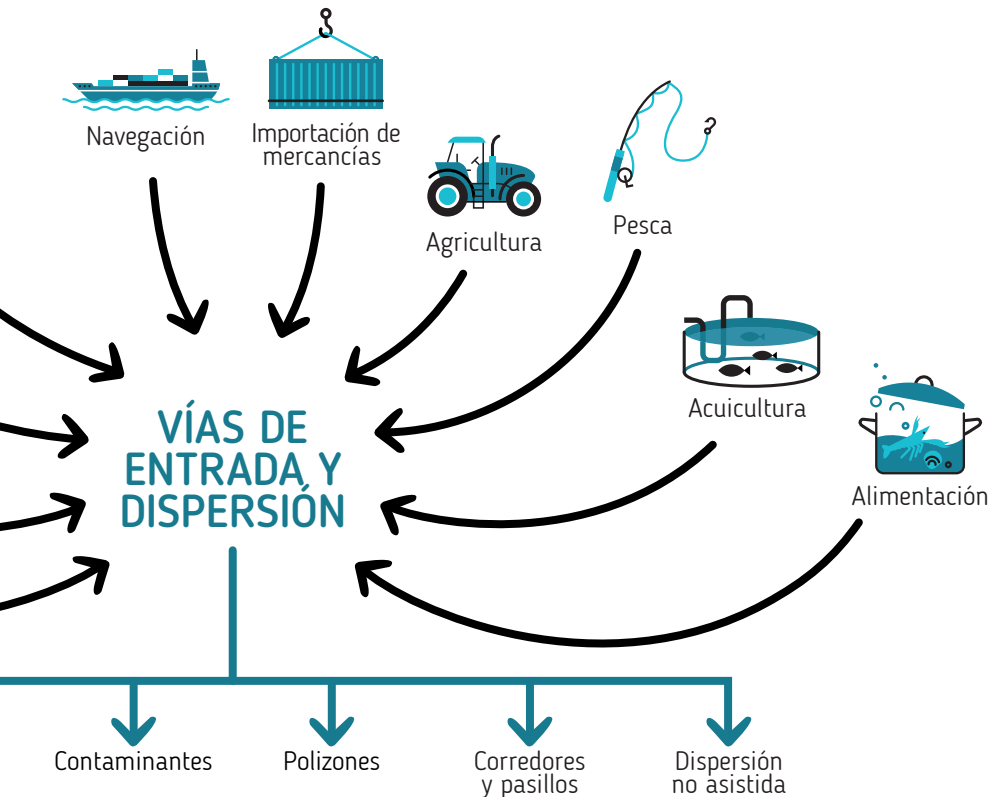 Navegación
Importación de
mercancías
Agricultura
Pesca
Acuicultura
Alimentación
VÍAS DE
ENTRADA Y
DISPERSIÓN
Contaminantes
Polizones
Corredores
y pasillos
Dispersión
no asistida